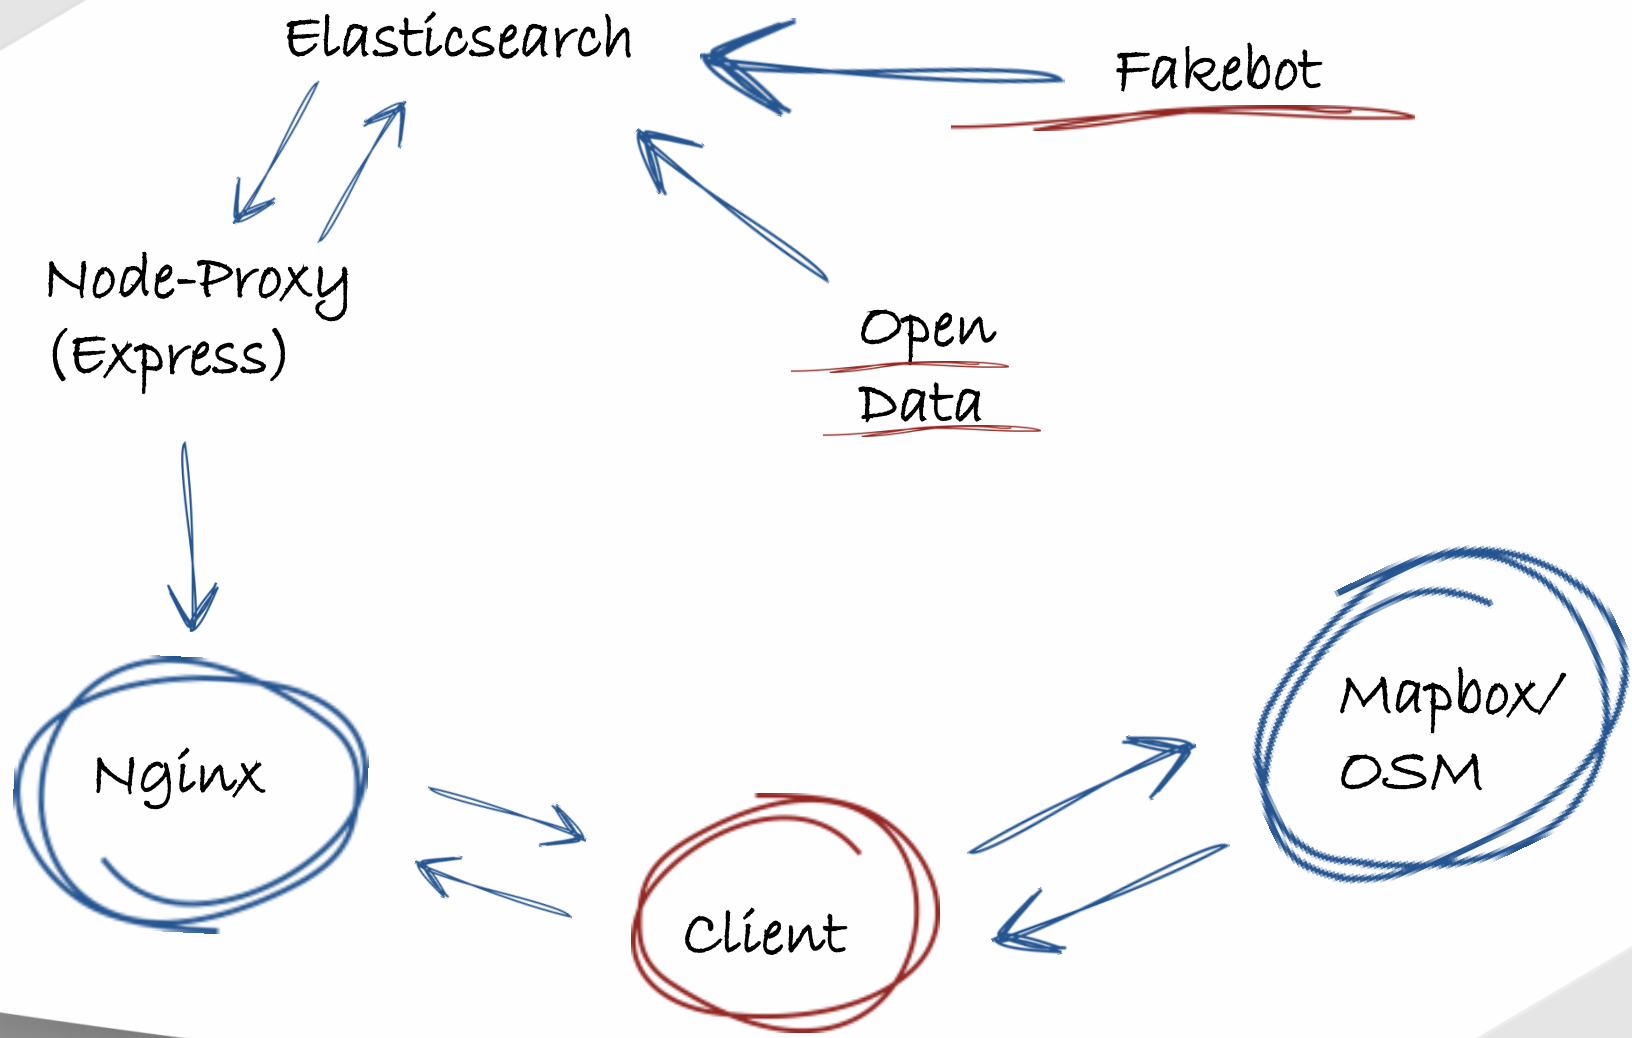 Elasticsearch
Fakebot
Node-Proxy
(Express)
Open
Data
Nginx
Client
Mapbox/
OSM